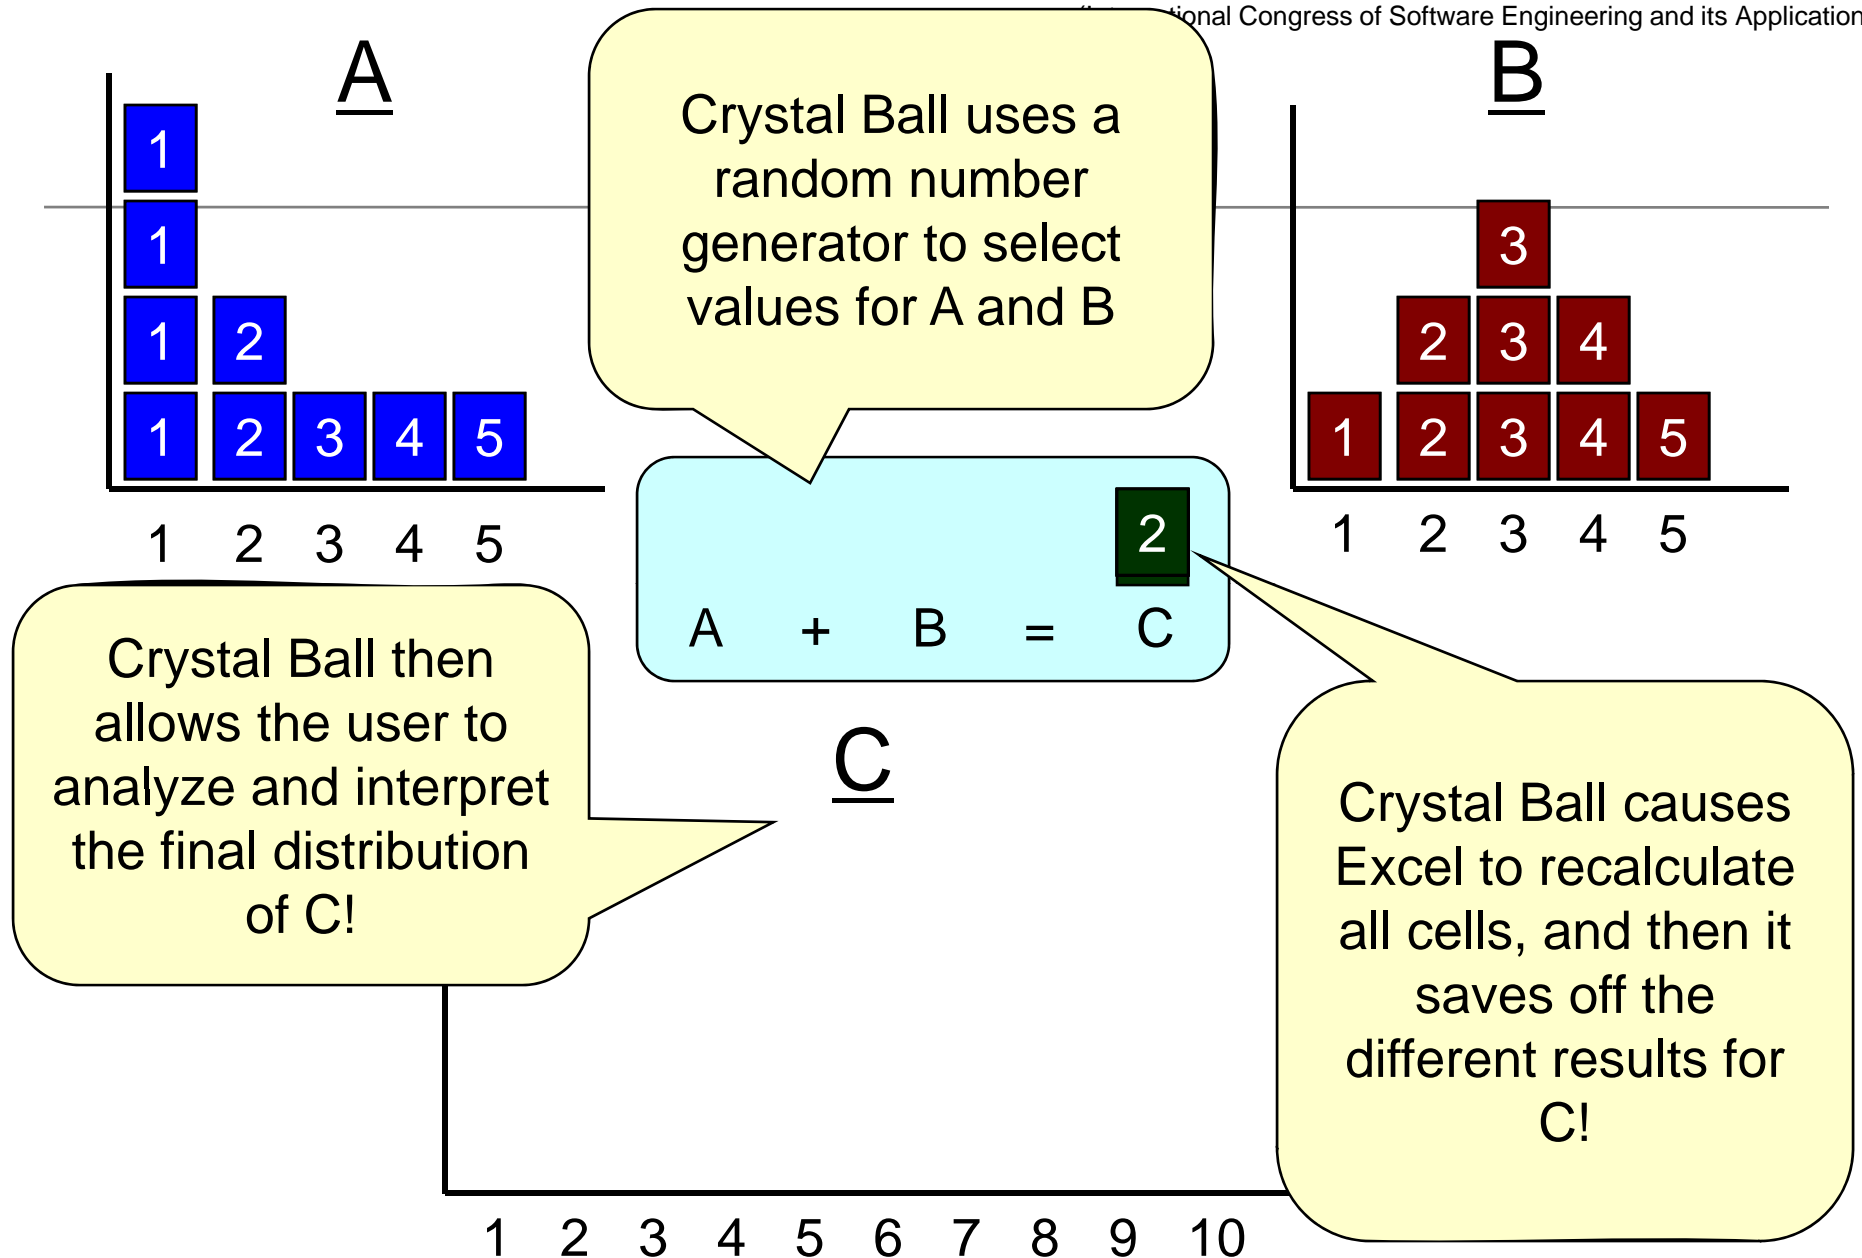 tional Congress of Software Engineering and its Application
A
B
Crystal Ball uses a
random number
generator to select
values for A and B
1
1
3
1 2
2 3 4
1 2 3 4 5
1 2 3 4 5
1 2 3 4 5
1 2 3 4 5
2
A + B = C
Crystal Ball then
allows the user to
analyze and interpret
the final distribution
of C!
C
Crystal Ball causes
Excel to recalculate
all cells, and then it
saves off the
different results for
C!
1 2 3 4 5 6 7 8 9 10